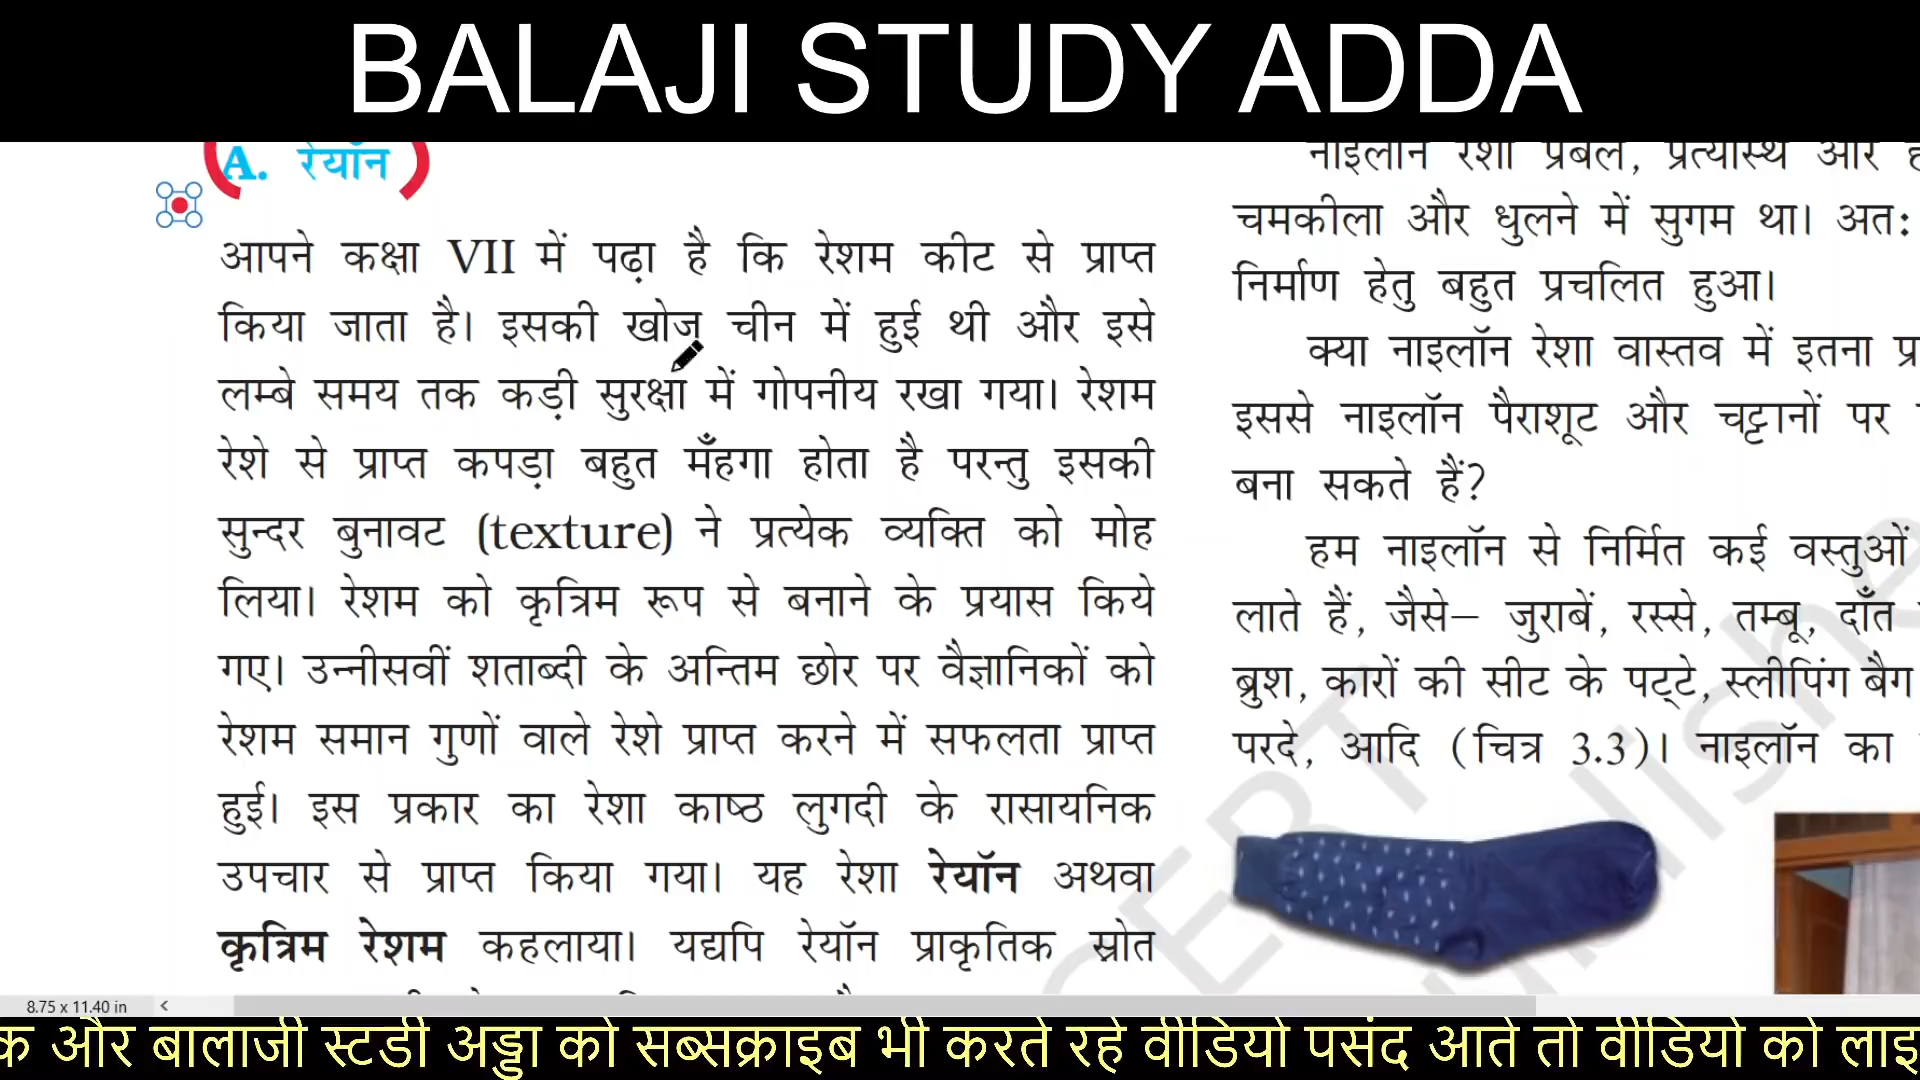 BALAJI STUDY ADDA
A. रेयॉन
आपने कक्षा VII में पढ़ा है कि रेशम कीट से प्राप्त
किया जाता है। इसकी खोज चीन में हुई थी और इसे
लम्बे समय तक कड़ी सुरक्षा में गोपनीय रखा गया। रेशम
रेशे से प्राप्त कपड़ा बहुत मँहगा होता है परन्तु इसकी
सुन्दर बुनावट (texture) ने प्रत्येक व्यक्ति को मोह
लिया। रेशम को कृत्रिम रूप से बनाने के प्रयास किये
गए। उन्नीसवीं शताब्दी के अन्तिम छोर पर वैज्ञानिकों को
रेशम समान गुणों वाले रेशे प्राप्त करने में सफलता प्राप्त
हुई। इस प्रकार का रेशा काष्ठ लुगदी के रासायनिक
उपचार से प्राप्त किया गया। यह रेशा रेयॉन अथवा
कृत्रिम रेशम कहलाया। यद्यपि रेयॉन प्राकृतिक स्रोत
नाइलॉन रेशा प्रबल, प्रत्यास्थ और
चमकीला और धुलने में सुगम था। अतः
निर्माण हेतु बहुत प्रचलित हुआ।
क्या नाइलॉन रेशा वास्तव में इतना
इससे नाइलॉन पैराशूट और चट्टानों पर
बना सकते हैं?
हम नाइलॉन से निर्मित कई वस्तुओं
लाते हैं, जैसे– जुराबें, रस्से, तम्बू, दाँत
ब्रुश, कारों की सीट के पट्टे, स्लीपिंग बैग
परदे, आदि (चित्र 3.3)। नाइलॉन का
8.75 x 11.40 in
और बालाजी स्टडी अड्डा को सब्सक्राइब भी करते रहे वीडियो पसंद आते तो वीडियो को